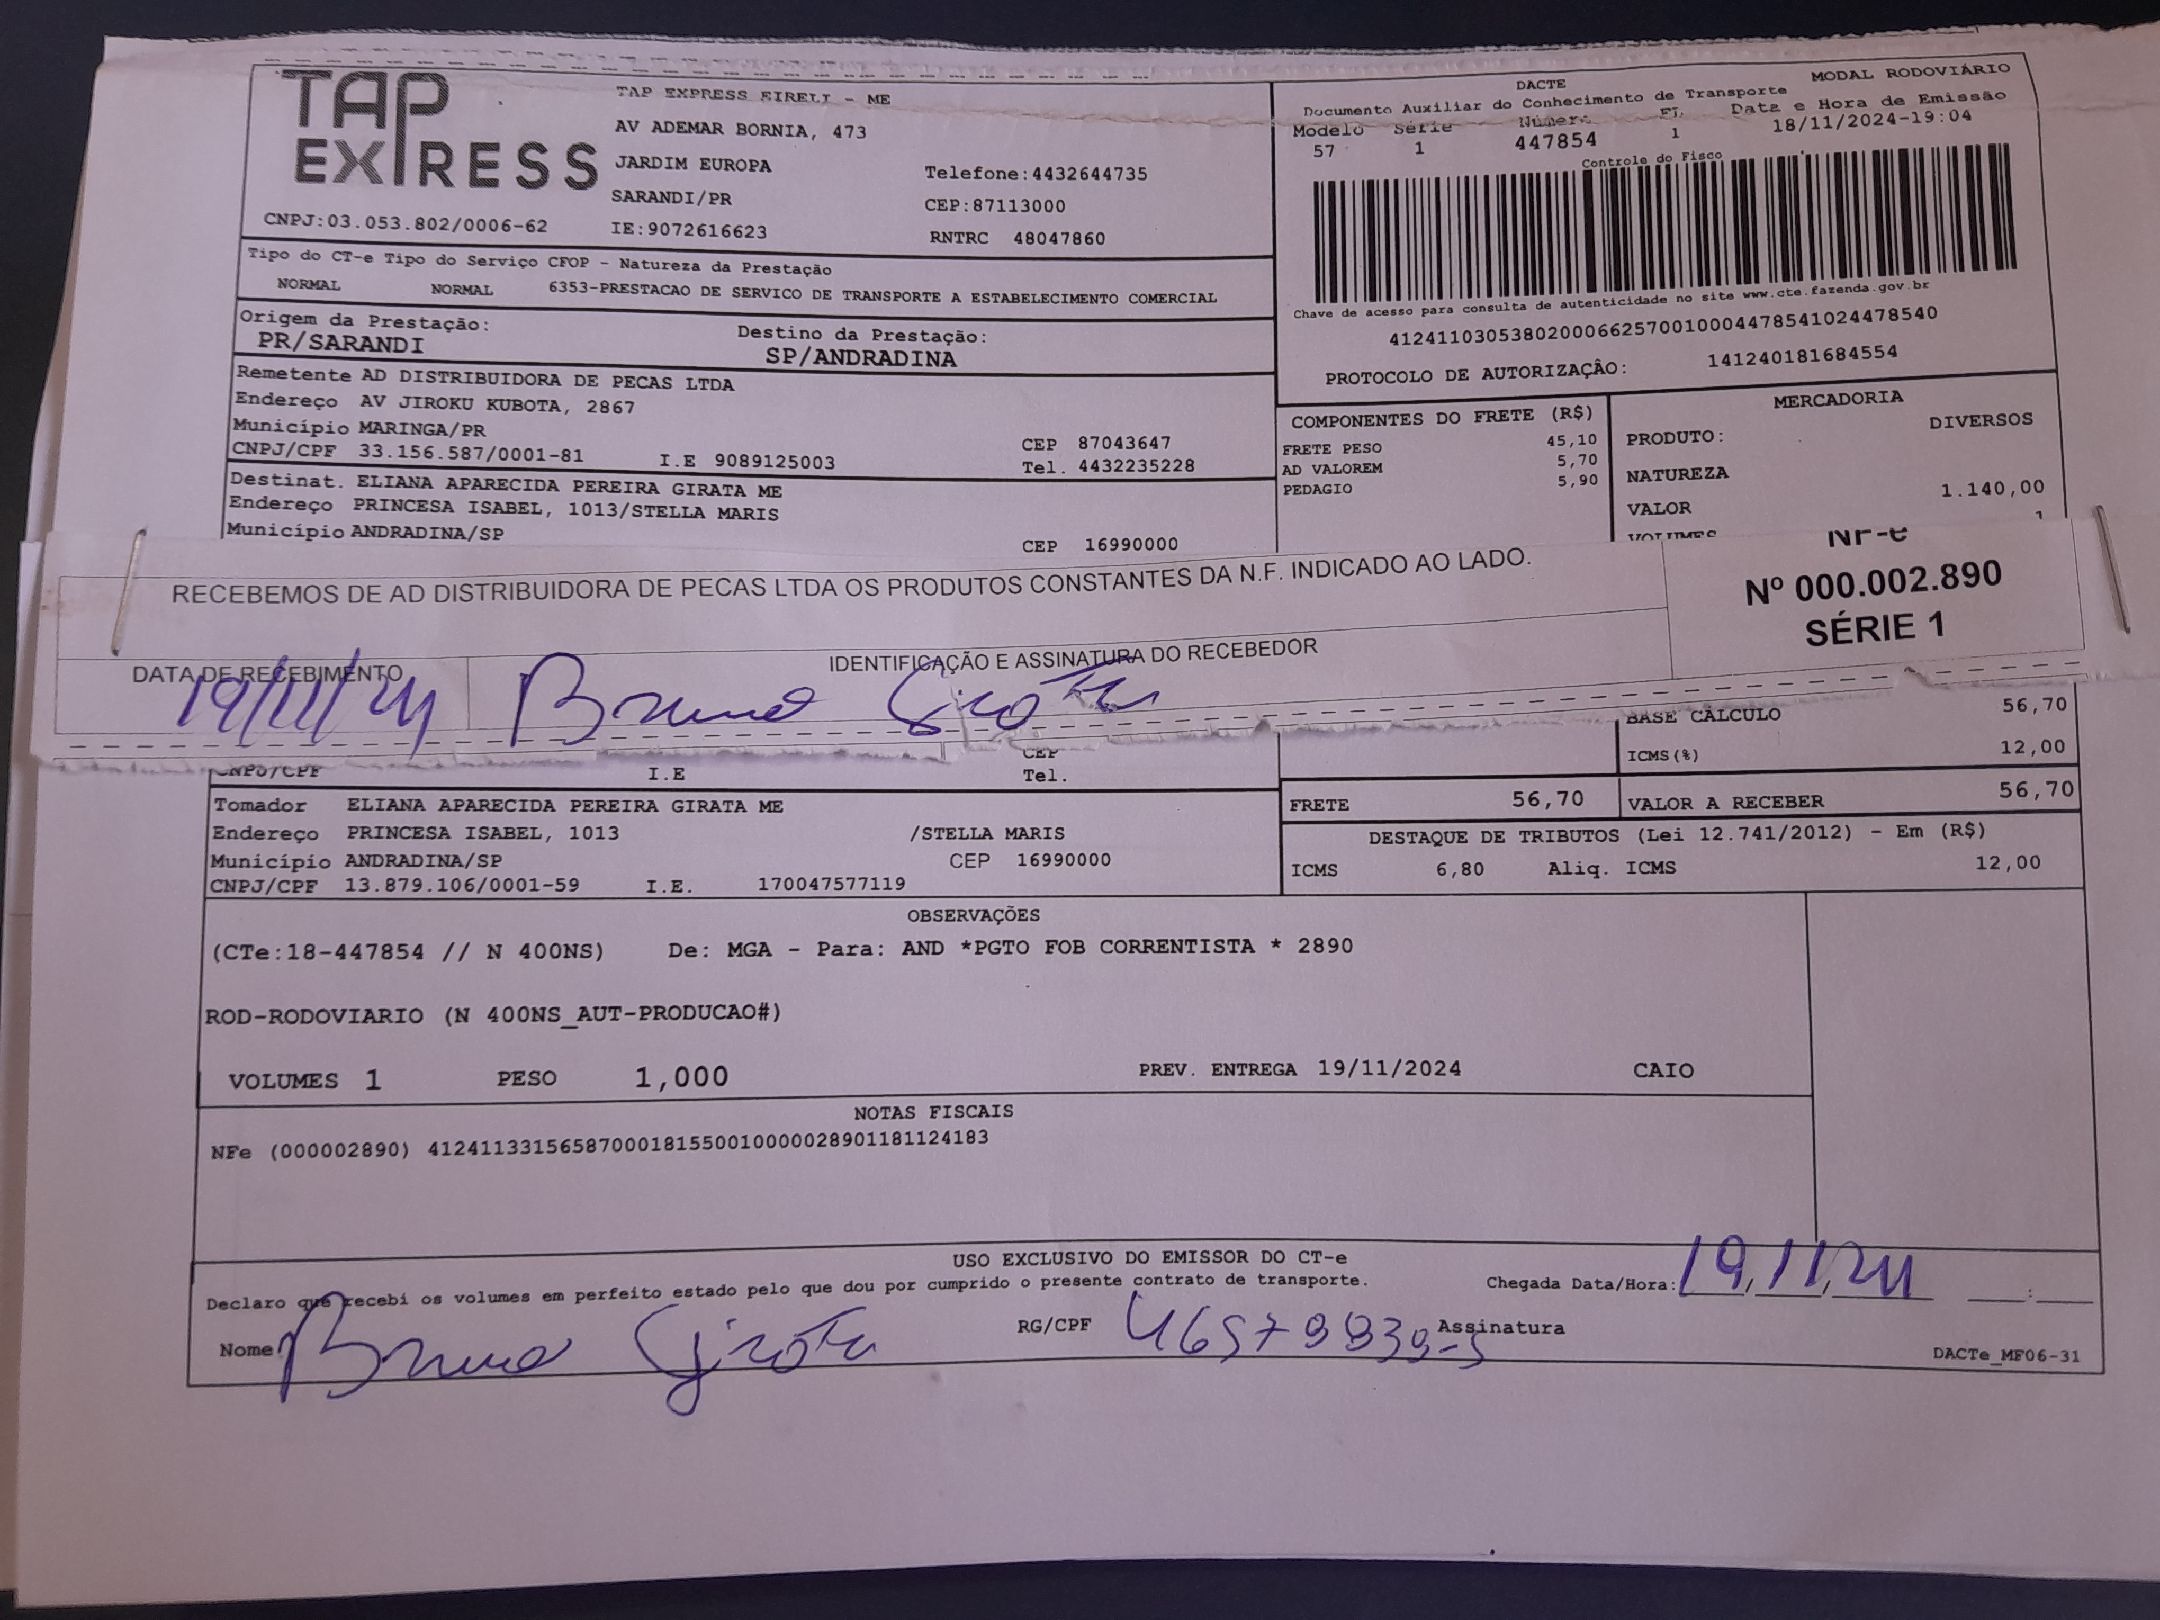 TAP EXPRESS
TAP EXPRESS EIRELI - ME
AV ADEMAR BORNIA, 473
JARDIM EUROPA
Telefone:4432644735
SARANDI/PR
CEP:87113000
CNPJ:03.053.802/0006-62
IE:9072616623
RNTRC 48047860
DACTE
MODAL RODOVIÁRIO
Documento Auxiliar do Conhecimento de Transporte
Modelo Série Número FL Data e Hora de Emissão
57 1 447854 1 18/11/2024-19:04
Controle do Fisco
Chave de acesso para consulta de autenticidade no site www.cte.fazenda.gov.br
41241103053802000662570010004478541024478540
PROTOCOLO DE AUTORIZAÇÂO: 141240181684554
Tipo do CT-e Tipo do Serviço CFOP - Natureza da Prestação
NORMAL NORMAL 6353-PRESTACAO DE SERVICO DE TRANSPORTE A ESTABELECIMENTO COMERCIAL
Origem da Prestação: Destino da Prestação:
PR/SARANDI SP/ANDRADINA
Remetente AD DISTRIBUIDORA DE PECAS LTDA
Endereço AV JIROKU KUBOTA, 2867
Município MARINGA/PR CEP 87043647
CNPJ/CPF 33.156.587/0001-81 I.E 9089125003 Tel. 4432235228
Destinat. ELIANA APARECIDA PEREIRA GIRATA ME
Endereço PRINCESA ISABEL, 1013/STELLA MARIS
Município ANDRADINA/SP CEP 16990000
COMPONENTES DO FRETE (R$)
FRETE PESO 45,10
AD VALOREM 5,70
PEDAGIO 5,90
MERCADORIA
PRODUTO: DIVERSOS
NATUREZA
VALOR 1.140,00
VOLUMES 1
RECEBEMOS DE AD DISTRIBUIDORA DE PECAS LTDA OS PRODUTOS CONSTANTES DA N.F. INDICADO AO LADO.
NF-e
Nº 000.002.890
SÉRIE 1
DATA DE RECEBIMENTO IDENTIFICAÇÃO E ASSINATURA DO RECEBEDOR
19/11/24 Bruno Girota
BASE CÁLCULO 56,70
ICMS(%) 12,00
CEP
CNPJ/CPF I.E Tel.
FRETE 56,70 VALOR A RECEBER 56,70
Tomador ELIANA APARECIDA PEREIRA GIRATA ME
Endereço PRINCESA ISABEL, 1013 /STELLA MARIS
Município ANDRADINA/SP CEP 16990000
CNPJ/CPF 13.879.106/0001-59 I.E. 170047577119
DESTAQUE DE TRIBUTOS (Lei 12.741/2012) - Em (R$)
ICMS 6,80 Aliq. ICMS 12,00
OBSERVAÇÕES
(CTe:18-447854 // N 400NS) De: MGA - Para: AND *PGTO FOB CORRENTISTA * 2890
ROD-RODOVIARIO (N 400NS_AUT-PRODUCAO#)
VOLUMES 1 PESO 1,000 PREV. ENTREGA 19/11/2024 CAIO
NOTAS FISCAIS
NFe (000002890) 41241133156587000181550010000028901181124183
USO EXCLUSIVO DO EMISSOR DO CT-e
Declaro que recebi os volumes em perfeito estado pelo que dou por cumprido o presente contrato de transporte. Chegada Data/Hora: 19/11/24 :
Nome Bruno Girota RG/CPF Assinatura
DACTe_MF06-31